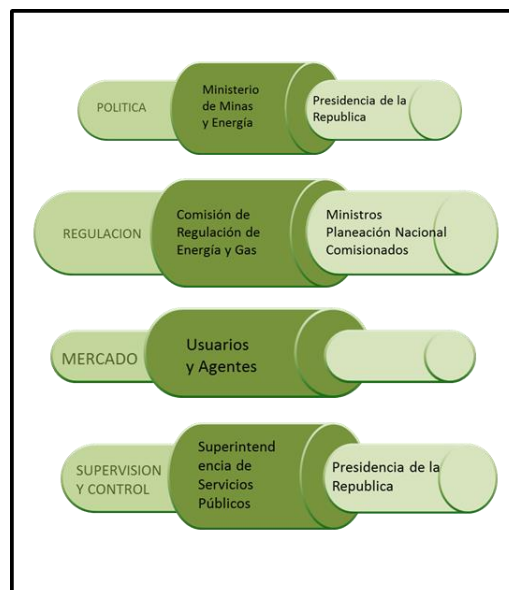 POLITICA
Ministerio
de Minas
y Energía
Presidencia de la
Republica
REGULACION
Comisión de
Regulación de
Energía y Gas
Ministros
Planeación Nacional
Comisionados
MERCADO
Usuarios
y Agentes
SUPERVISION
Y CONTROL
Superintend
encia de
Servicios
Públicos
Presidencia de la
Republica